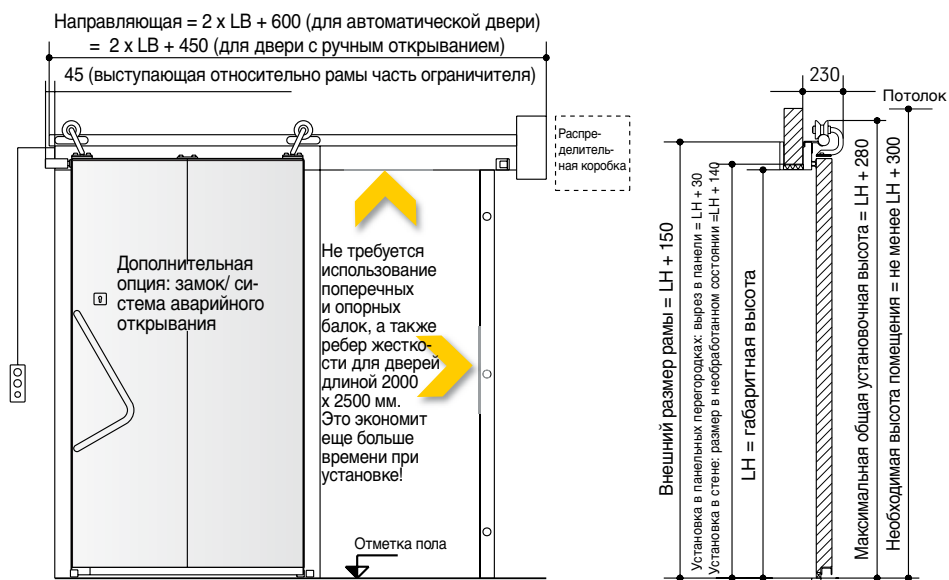 Направляющая = 2 x LB + 600 (для автоматической двери)
= 2 x LB + 450 (для двери с ручным открыванием)
45 (выступающая относительно рамы часть ограничителя)
Распре-
делитель-
ная коробка
Дополнительная
опция: замок/ си-
стема аварийного
открывания
Не требуется
использование
поперечных
и опорных
балок, а также
ребер жестко-
сти для дверей
длиной 2000
x 2500 мм.
Это экономит
еще больше
времени при
установке!
Отметка пола
230
Потолок
Внешний размер рамы = LH + 150
Установка в панельных перегородках: вырез в панели = LH + 30
Установка в стене: размер в необработанном состоянии =LH + 140
LH = габаритная высота
Максимальная общая установочная высота = LH + 280
Необходимая высота помещения = не менее LH + 300